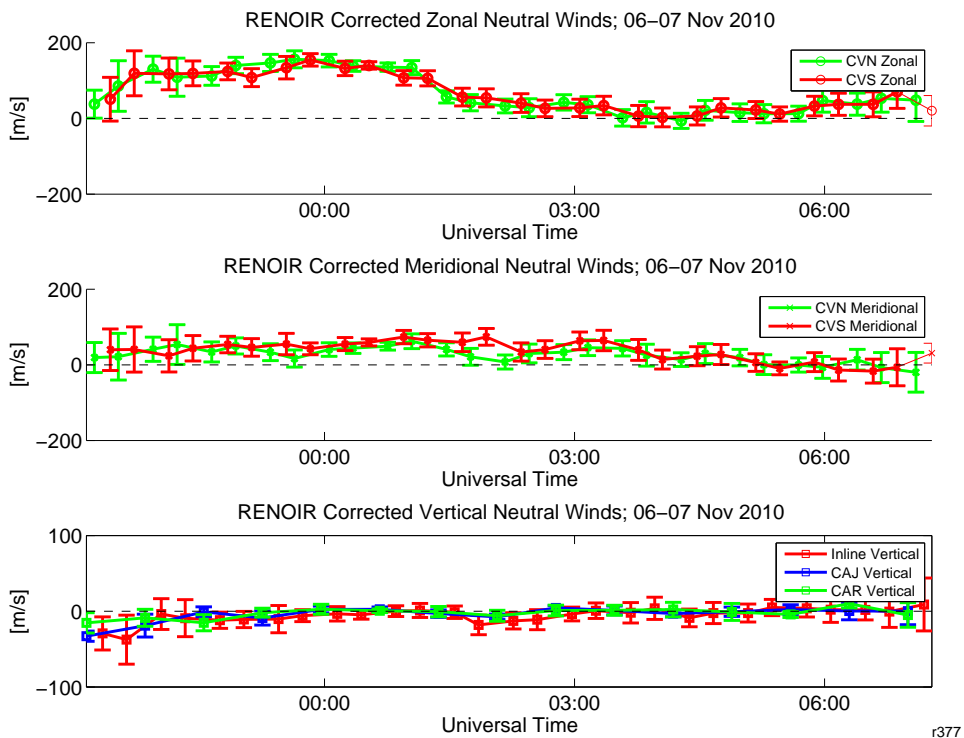 RENOIR Corrected Zonal Neutral Winds; 06−07 Nov 2010
200
0
−200
[m/s]
CVN Zonal
CVS Zonal
00:00
03:00
06:00
Universal Time
RENOIR Corrected Meridional Neutral Winds; 06−07 Nov 2010
200
0
−200
[m/s]
CVN Meridional
CVS Meridional
00:00
03:00
06:00
Universal Time
RENOIR Corrected Vertical Neutral Winds; 06−07 Nov 2010
100
0
−100
[m/s]
Inline Vertical
CAJ Vertical
CAR Vertical
00:00
03:00
06:00
Universal Time
r377